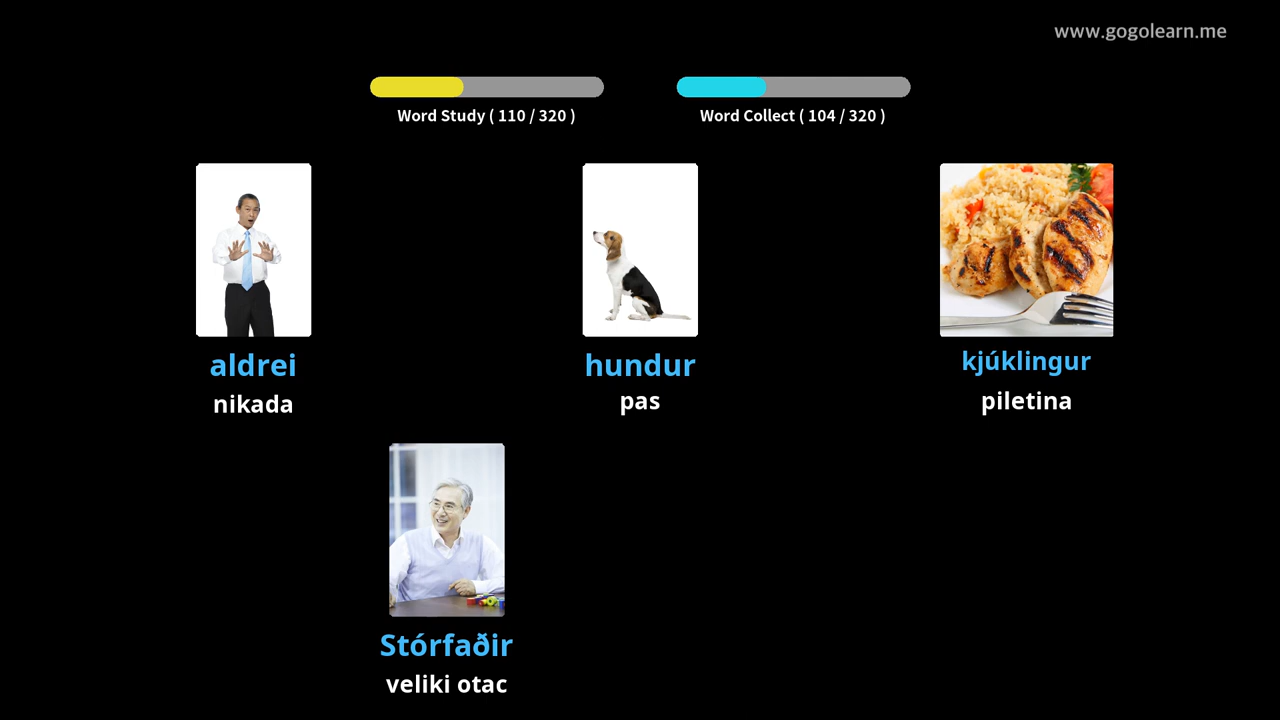 www.gogolearn.me
Word Study ( 110 / 320 )
Word Collect ( 104 / 320 )
aldrei
nikada
hundur
pas
kjúklingur
piletina
Stórfaðir
veliki otac